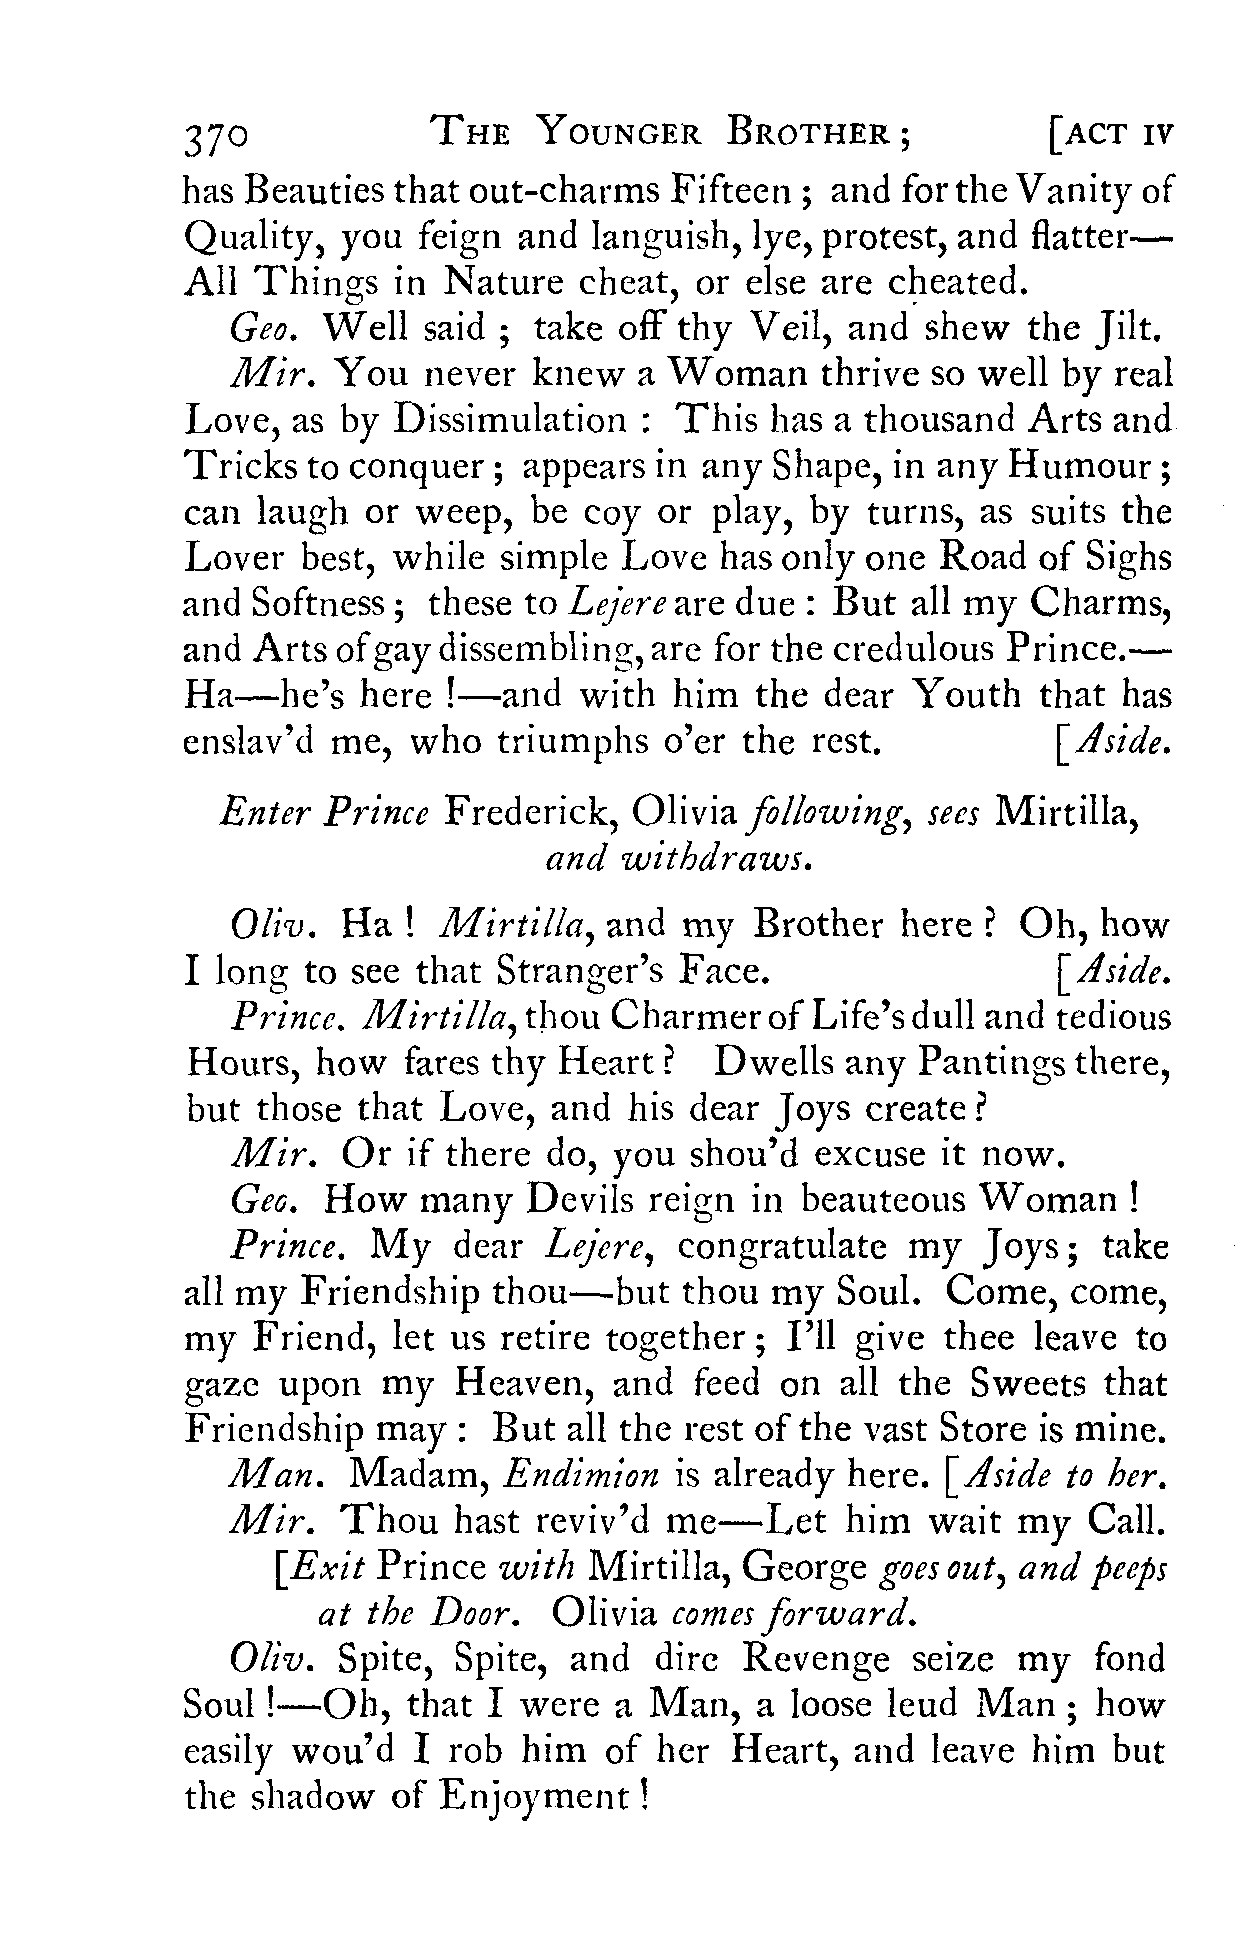 370 THE YOUNGER BROTHER ; [ACT IV
has Beauties that out-charms Fifteen ; and for the Vanity of
Quality, you feign and languish, lye, protest, and flatter—
All Things in Nature cheat, or else are cheated.
Geo. Well said ; take off thy Veil, and shew the Jilt.
Mir. You never knew a Woman thrive so well by real
Love, as by Dissimulation : This has a thousand Arts and
Tricks to conquer ; appears in any Shape, in any Humour ;
can laugh or weep, be coy or play, by turns, as suits the
Lover best, while simple Love has only one Road of Sighs
and Softness ; these to Lejere are due : But all my Charms,
and Arts of gay dissembling, are for the credulous Prince.—
Ha—he's here !—and with him the dear Youth that has
enslav'd me, who triumphs o'er the rest. [Aside.
Enter Prince Frederick, Olivia following, sees Mirtilla,
and withdraws.
Oliv. Ha ! Mirtilla, and my Brother here ? Oh, how
I long to see that Stranger's Face. [Aside.
Prince. Mirtilla, thou Charmer of Life's dull and tedious
Hours, how fares thy Heart ? Dwells any Pantings there,
but those that Love, and his dear Joys create ?
Mir. Or if there do, you shou'd excuse it now.
Geo. How many Devils reign in beauteous Woman !
Prince. My dear Lejere, congratulate my Joys ; take
all my Friendship thou—but thou my Soul. Come, come,
my Friend, let us retire together ; I'll give thee leave to
gaze upon my Heaven, and feed on all the Sweets that
Friendship may : But all the rest of the vast Store is mine.
Man. Madam, Endimion is already here. [Aside to her.
Mir. Thou hast reviv'd me—Let him wait my Call.
[Exit Prince with Mirtilla, George goes out, and peeps
at the Door. Olivia comes forward.
Oliv. Spite, Spite, and dire Revenge seize my fond
Soul !—Oh, that I were a Man, a loose leud Man ; how
easily wou'd I rob him of her Heart, and leave him but
the shadow of Enjoyment !